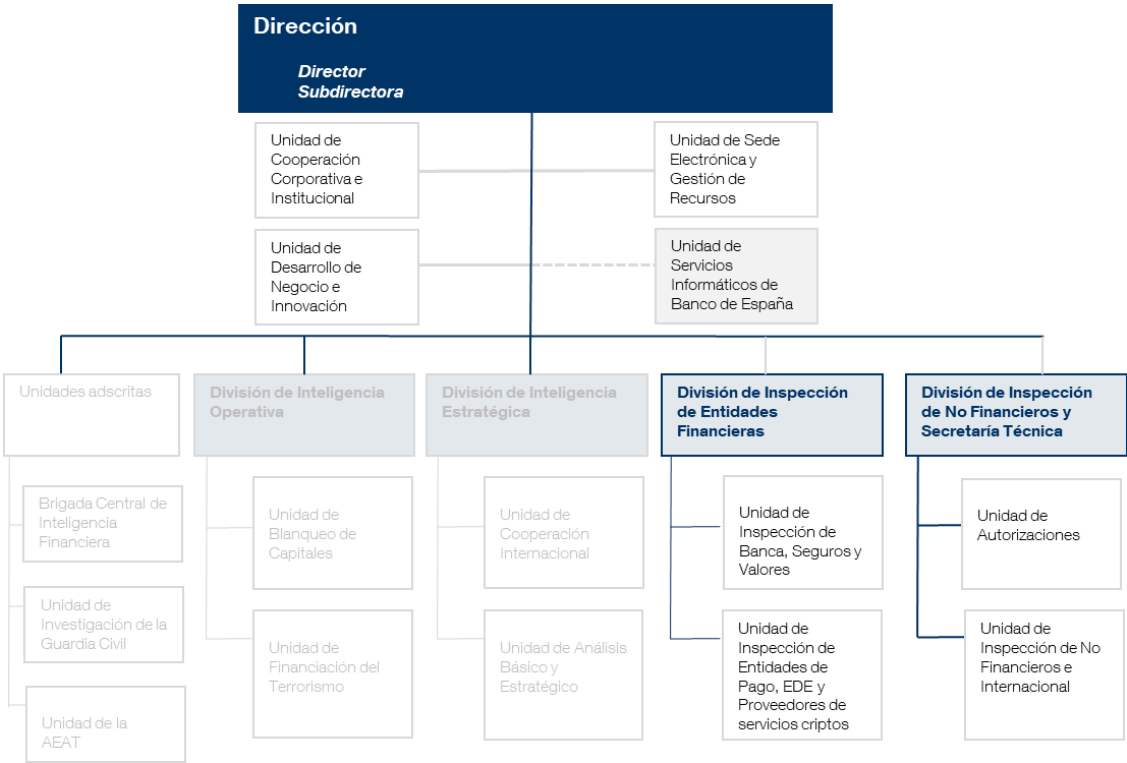 Dirección
Director
Subdirectora
Unidad de
Cooperación
Corporativa e
Institucional
Unidad de Sede
Electrónica y
Gestión de
Recursos
Unidad de
Desarrollo de
Negocio e
Innovación
Unidad de
Servicios
Informáticos de
Banco de España
Unidades adscritas
División de Inteligencia
Operativa
División de Inteligencia
Estratégica
División de Inspección
de Entidades
Financieras
División de Inspección
de No Financieros y
Secretaría Técnica
Brigada Central de
Inteligencia
Financiera
Unidad de
Blanqueo de
Capitales
Unidad de
Cooperación
Internacional
Unidad de
Inspección de
Banca, Seguros y
Valores
Unidad de
Autorizaciones
Unidad de
Investigación de la
Guardia Civil
Unidad de
Financiación del
Terrorismo
Unidad de Análisis
Básico y
Estratégico
Unidad de
Inspección de
Entidades de
Pago, EDE y
Proveedores de
servicios criptos
Unidad de
Inspección de No
Financieros e
Internacional
Unidad de la
AEAT